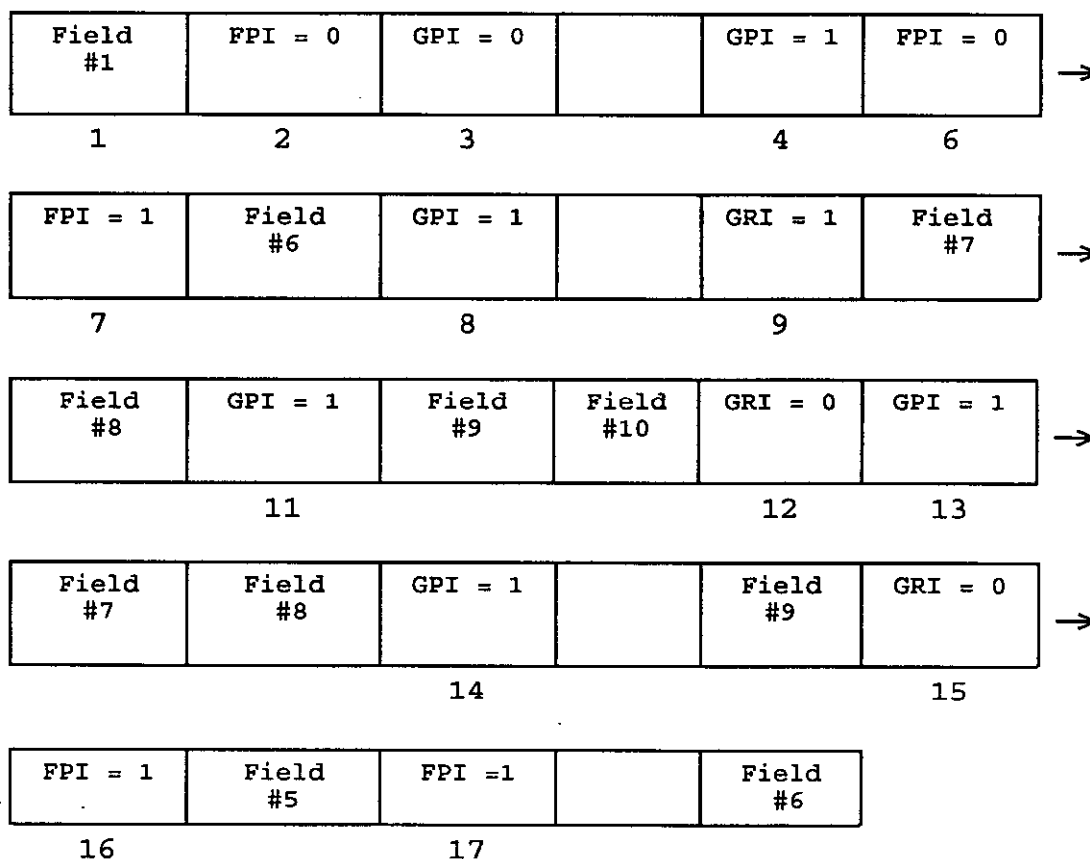 Field FPI = 0 GPI = 0 GPI = 1 FPI = 0
#1
→
1 2 3 4 6
FPI = 1 Field GPI = 1 GRI = 1 Field
#6 #7
→
7 8 9
Field GPI = 1 Field Field GRI = 0 GPI = 1
#8 #9 #10
→
11 12 13
Field Field GPI = 1 Field GRI = 0
#7 #8 #9
→
14 15
FPI = 1 Field FPI =1 Field
#5 #6
16 17